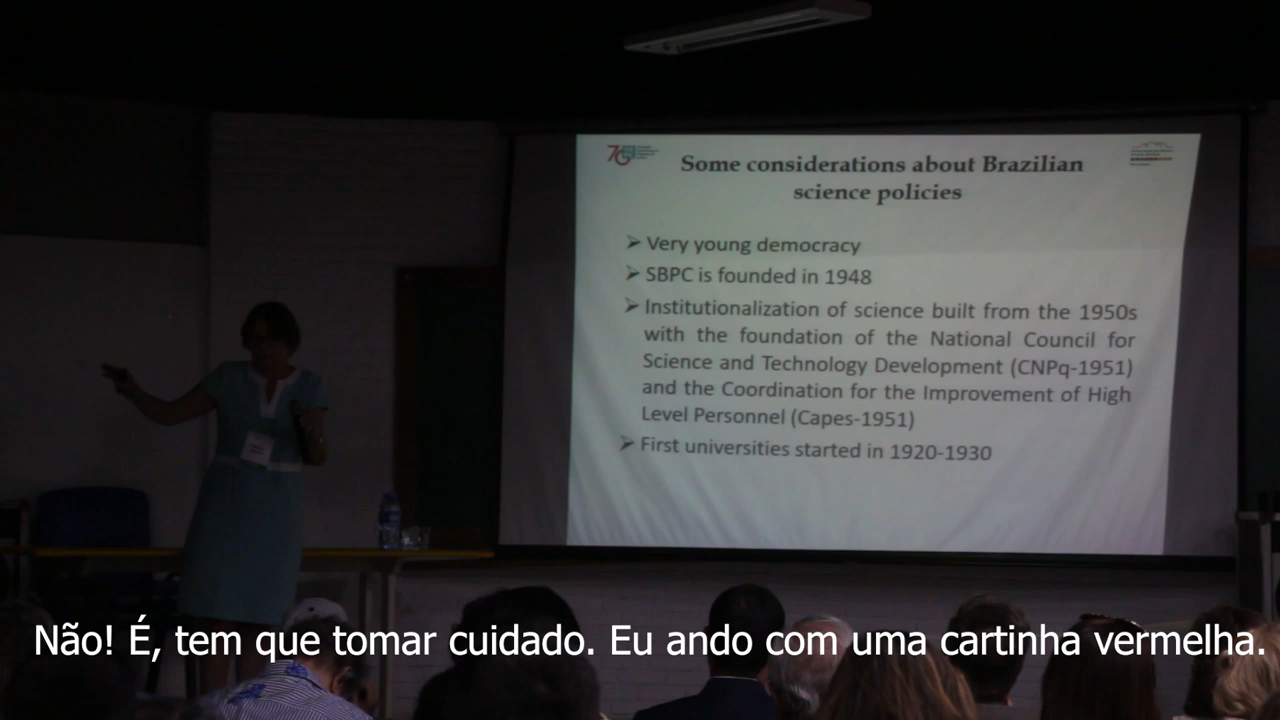 70
Some considerations about Brazilian
science policies
➢ Very young democracy
➢ SBPC is founded in 1948
➢ Institutionalization of science built from the 1950s
with the foundation of the National Council for
Science and Technology Development (CNPq-1951)
and the Coordination for the Improvement of High
Level Personnel (Capes-1951)
➢ First universities started in 1920-1930
Não! É, tem que tomar cuidado. Eu ando com uma cartinha vermelha.